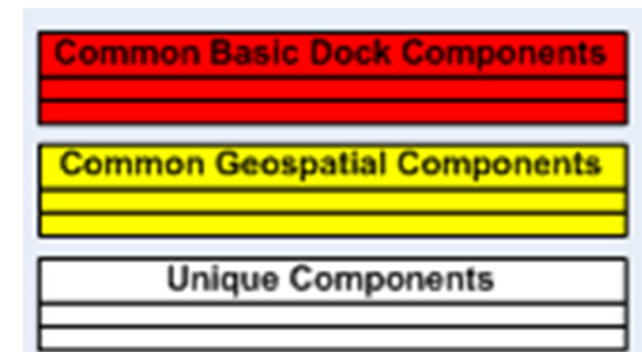 Common Basic Dock Components
Common Geospatial Components
Unique Components